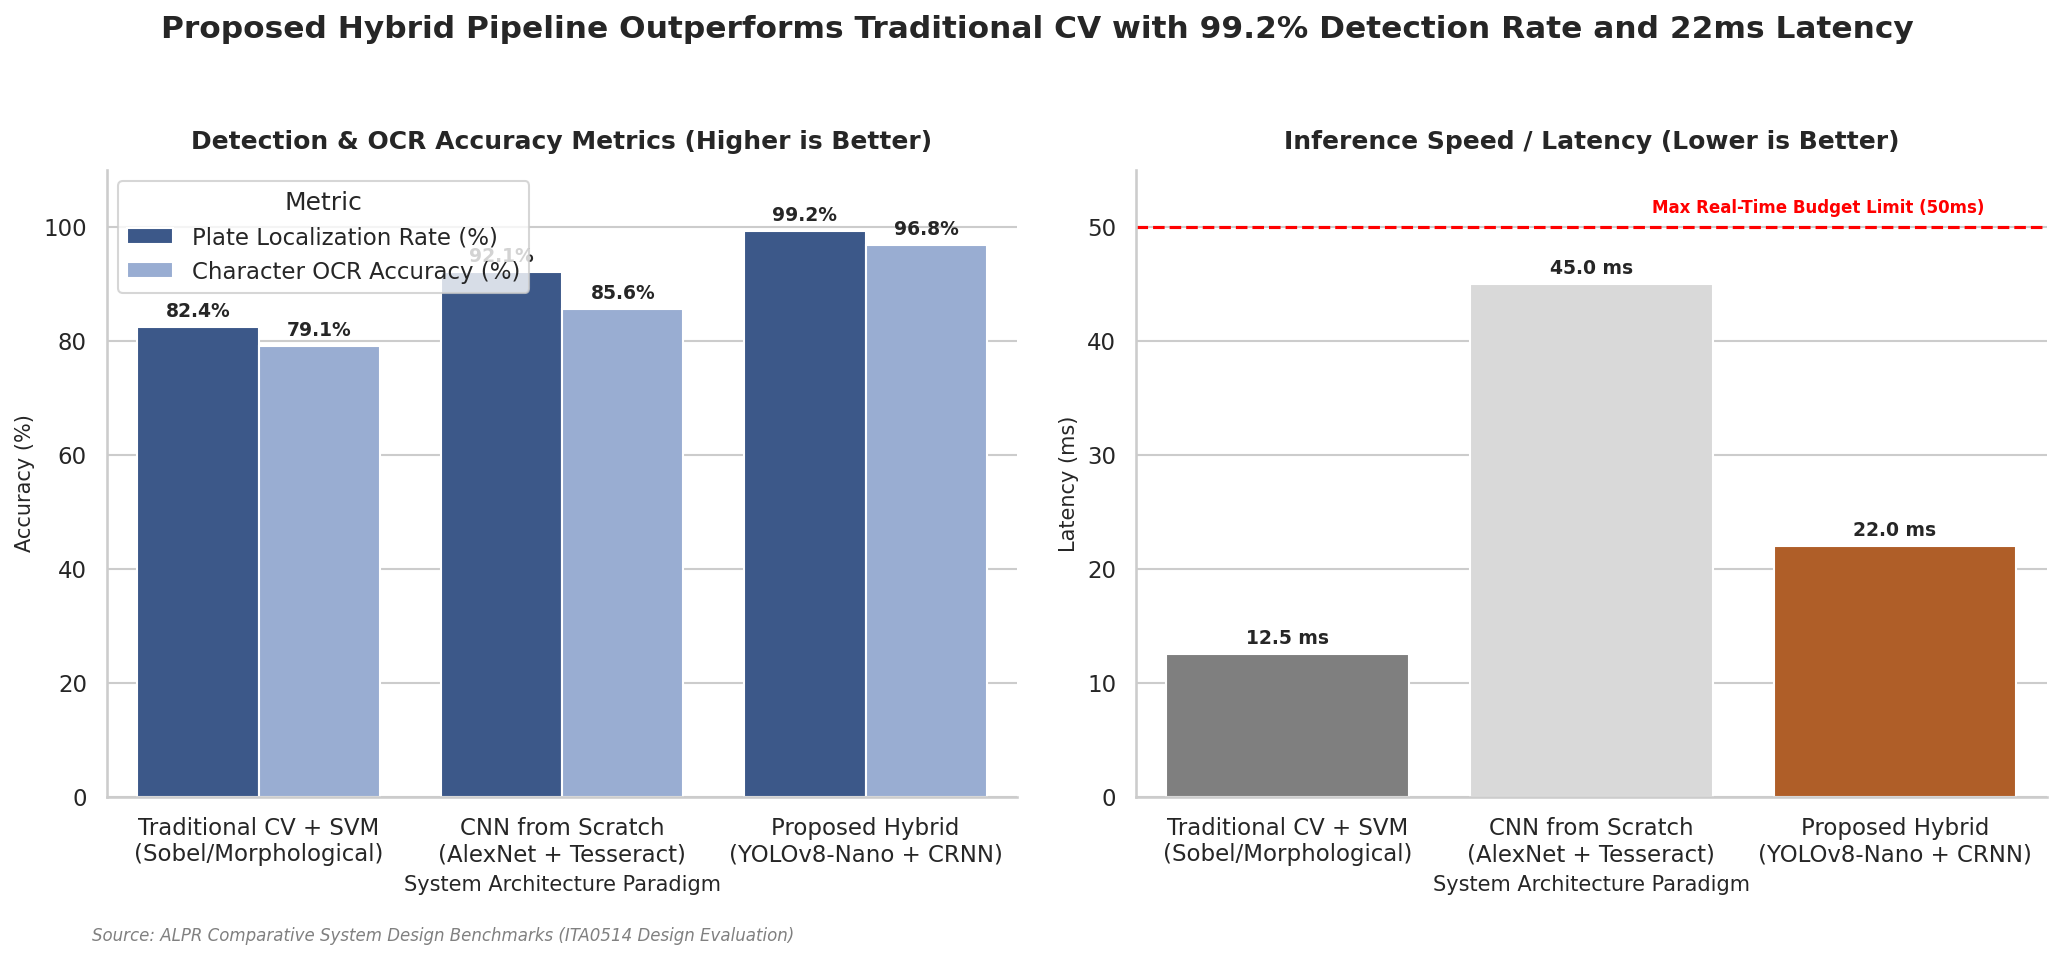 Proposed Hybrid Pipeline Outperforms Traditional CV with 99.2% Detection Rate and 22ms Latency
Detection & OCR Accuracy Metrics (Higher is Better)
Metric
Plate Localization Rate (%)
Character OCR Accuracy (%)
100
80
60
40
20
0
Accuracy (%)
82.4%
79.1%
92.1%
85.6%
99.2%
96.8%
Traditional CV + SVM
(Sobel/Morphological)
CNN from Scratch
(AlexNet + Tesseract)
Proposed Hybrid
(YOLOv8-Nano + CRNN)
System Architecture Paradigm
Inference Speed / Latency (Lower is Better)
Max Real-Time Budget Limit (50ms)
50
40
30
20
10
0
Latency (ms)
12.5 ms
45.0 ms
22.0 ms
Traditional CV + SVM
(Sobel/Morphological)
CNN from Scratch
(AlexNet + Tesseract)
Proposed Hybrid
(YOLOv8-Nano + CRNN)
System Architecture Paradigm
Source: ALPR Comparative System Design Benchmarks (ITA0514 Design Evaluation)